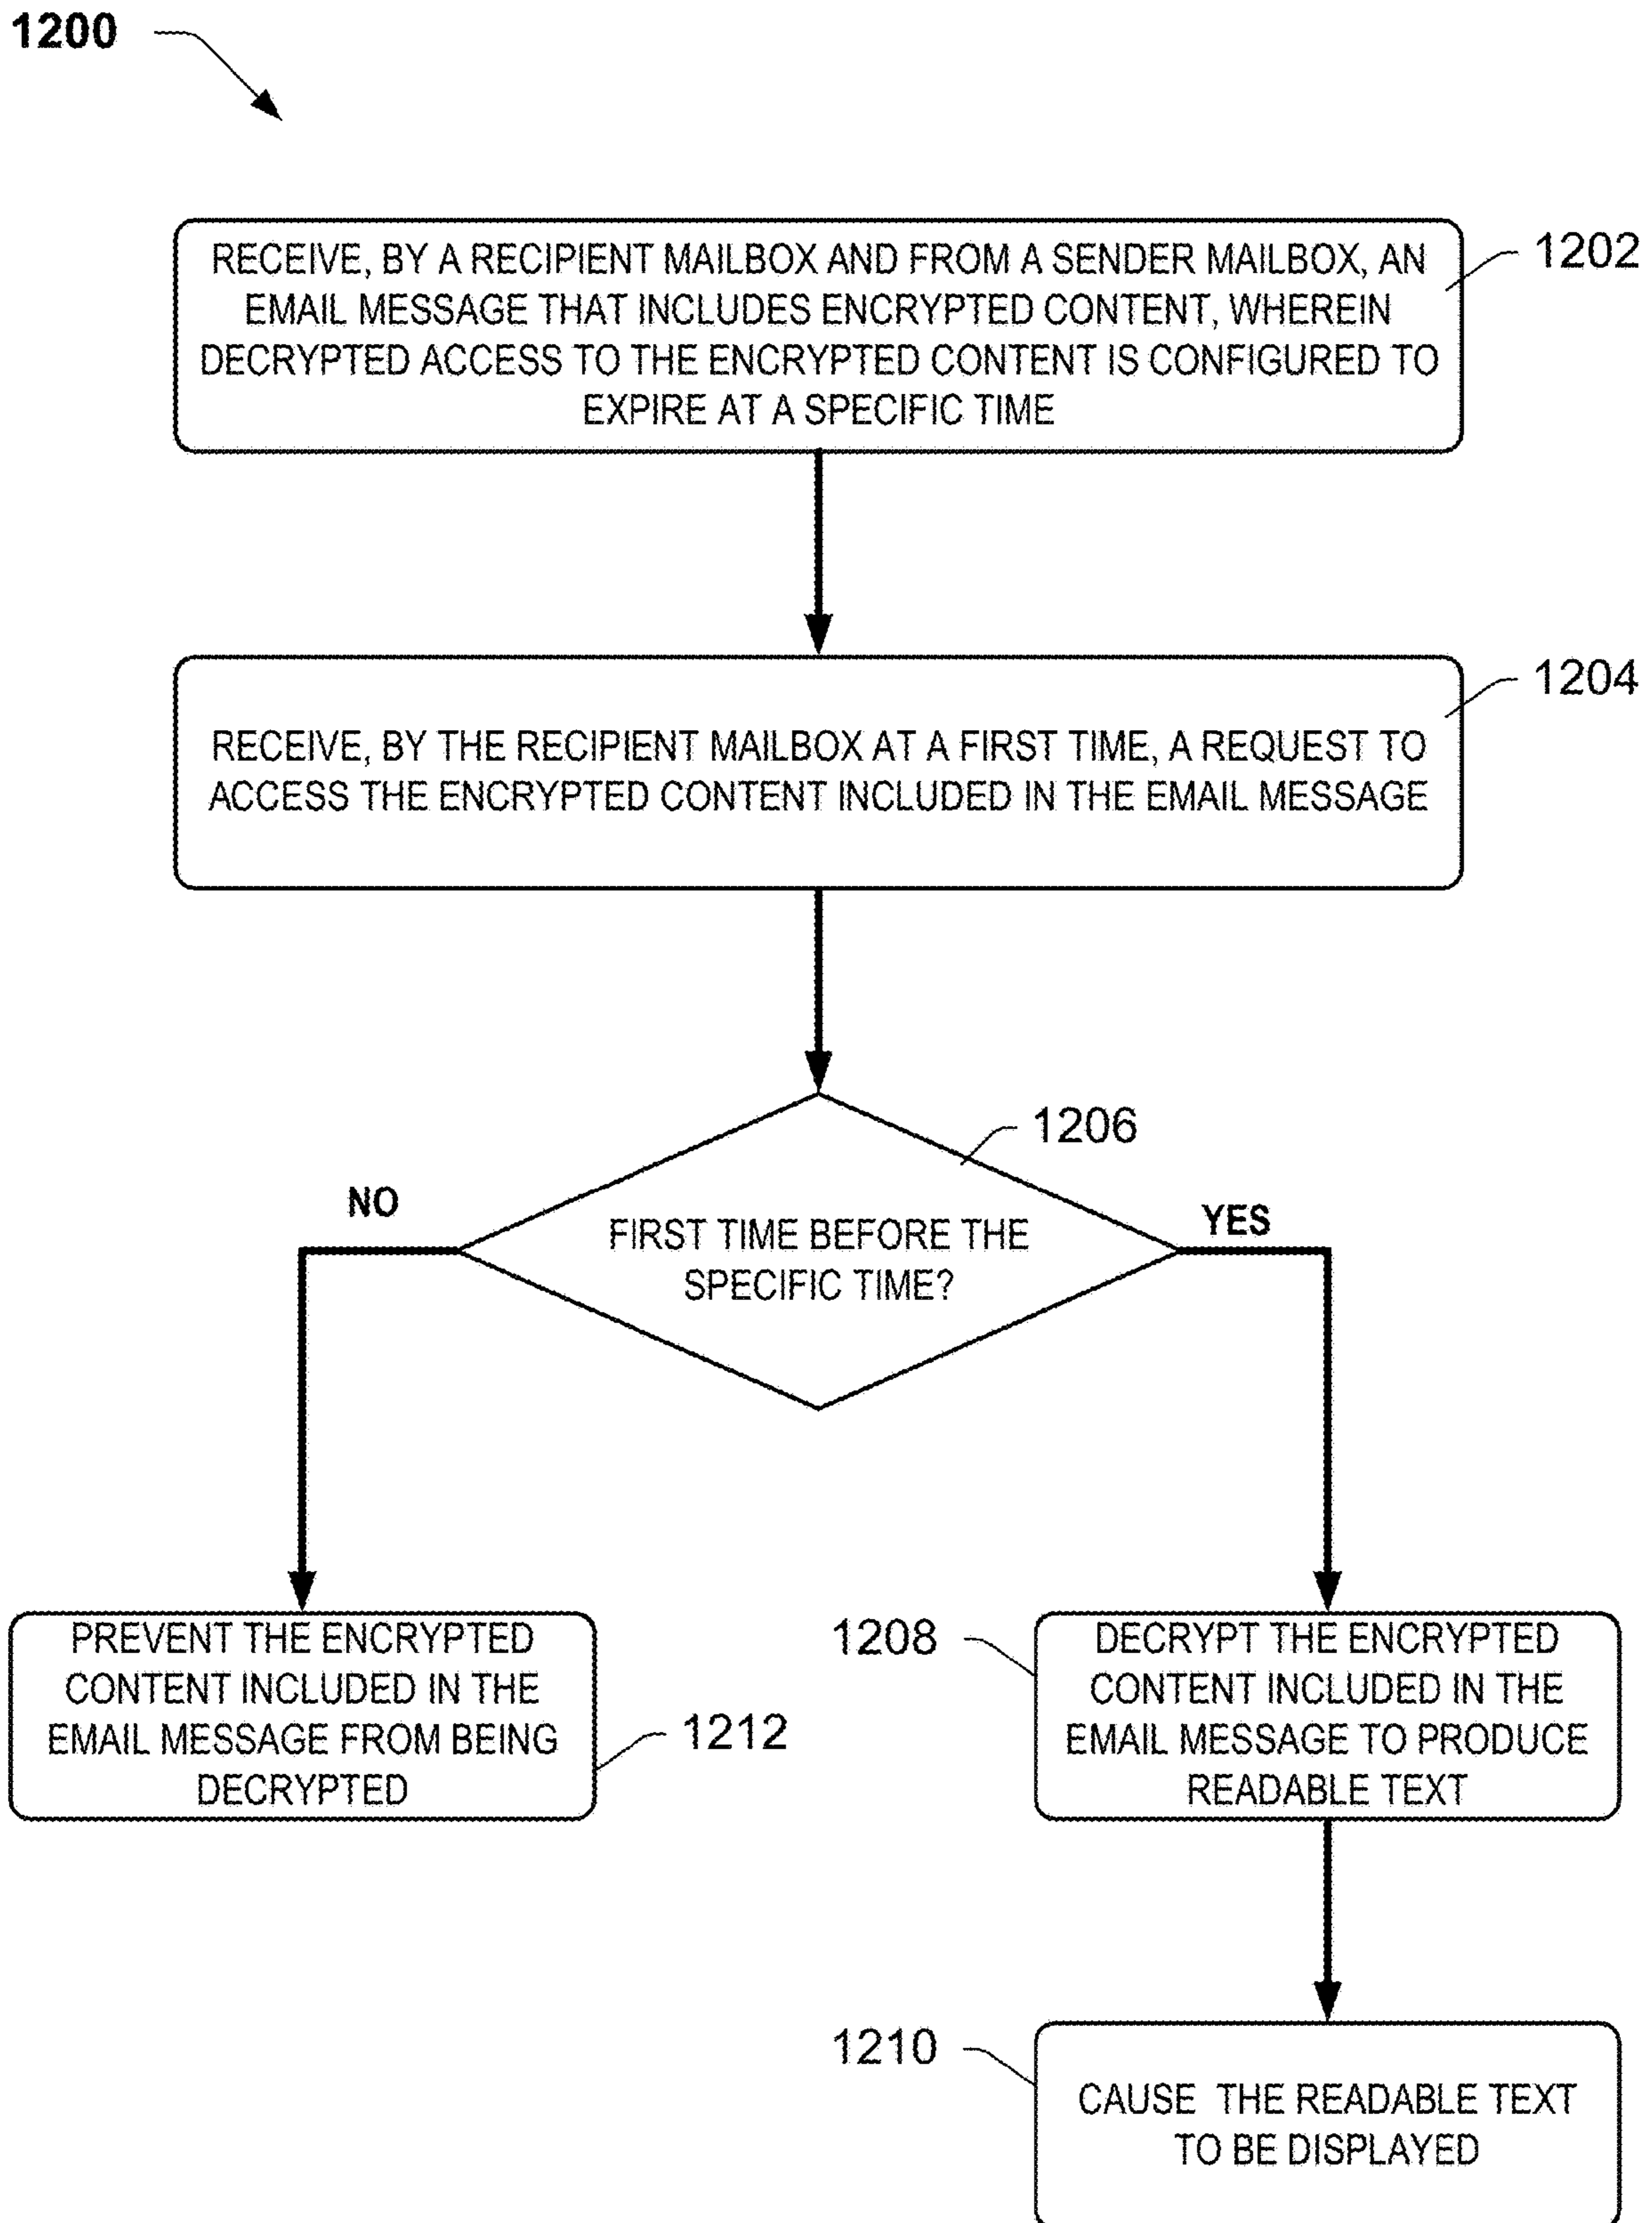 1200
RECEIVE, BY A RECIPIENT MAILBOX AND FROM A SENDER MAILBOX, AN
EMAIL MESSAGE THAT INCLUDES ENCRYPTED CONTENT, WHEREIN
DECRYPTED ACCESS TO THE ENCRYPTED CONTENT IS CONFIGURED TO
EXPIRE AT A SPECIFIC TIME
1202
RECEIVE, BY THE RECIPIENT MAILBOX AT A FIRST TIME, A REQUEST TO
ACCESS THE ENCRYPTED CONTENT INCLUDED IN THE EMAIL MESSAGE
1204
FIRST TIME BEFORE THE
SPECIFIC TIME?
1206
NO
YES
PREVENT THE ENCRYPTED
CONTENT INCLUDED IN THE
EMAIL MESSAGE FROM BEING
DECRYPTED
1212
1208
DECRYPT THE ENCRYPTED
CONTENT INCLUDED IN THE
EMAIL MESSAGE TO PRODUCE
READABLE TEXT
1210
CAUSE THE READABLE TEXT
TO BE DISPLAYED